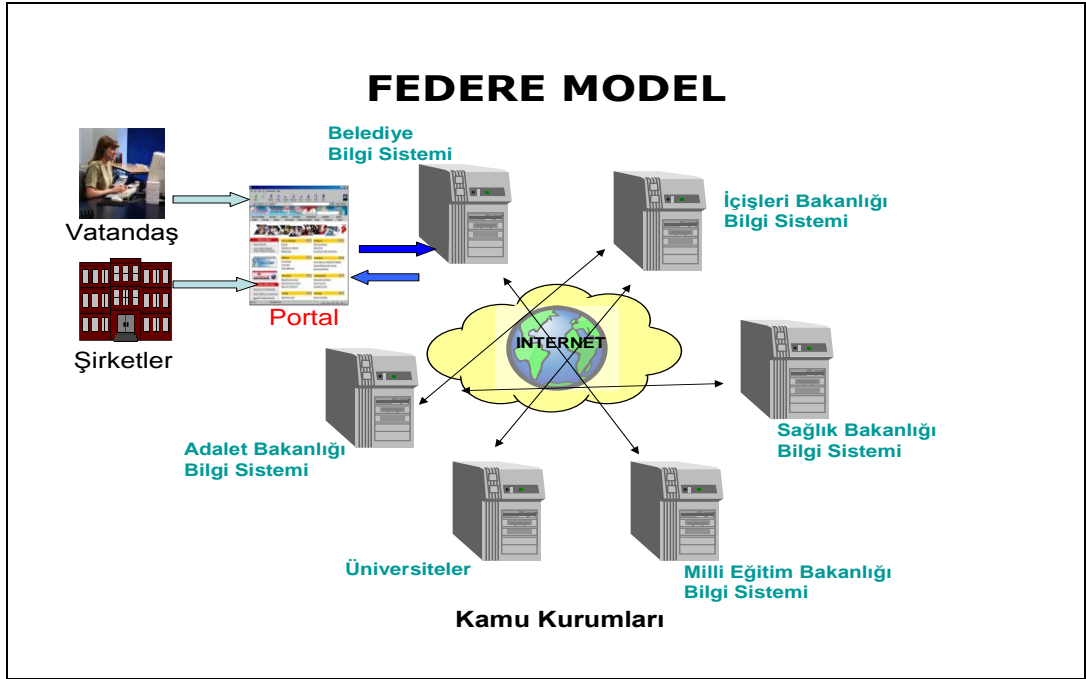 FEDERE MODEL
Belediye
Bilgi Sistemi
İçişleri Bakanlığı
Bilgi Sistemi
Vatandaş
Portal
Şirketler
INTERNET
Adalet Bakanlığı
Bilgi Sistemi
Sağlık Bakanlığı
Bilgi Sistemi
Üniversiteler
Milli Eğitim Bakanlığı
Bilgi Sistemi
Kamu Kurumları